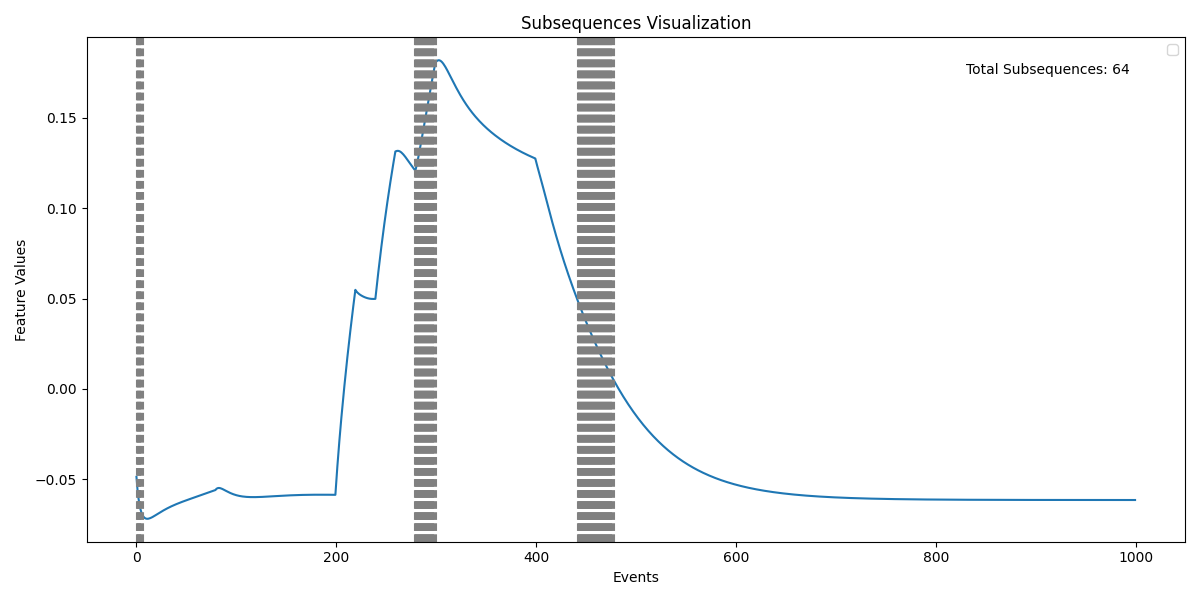 Subsequences Visualization
Total Subsequences: 64
Feature Values
0.15
0.10
0.05
0.00
−0.05
0
200
400
600
800
1000
Events